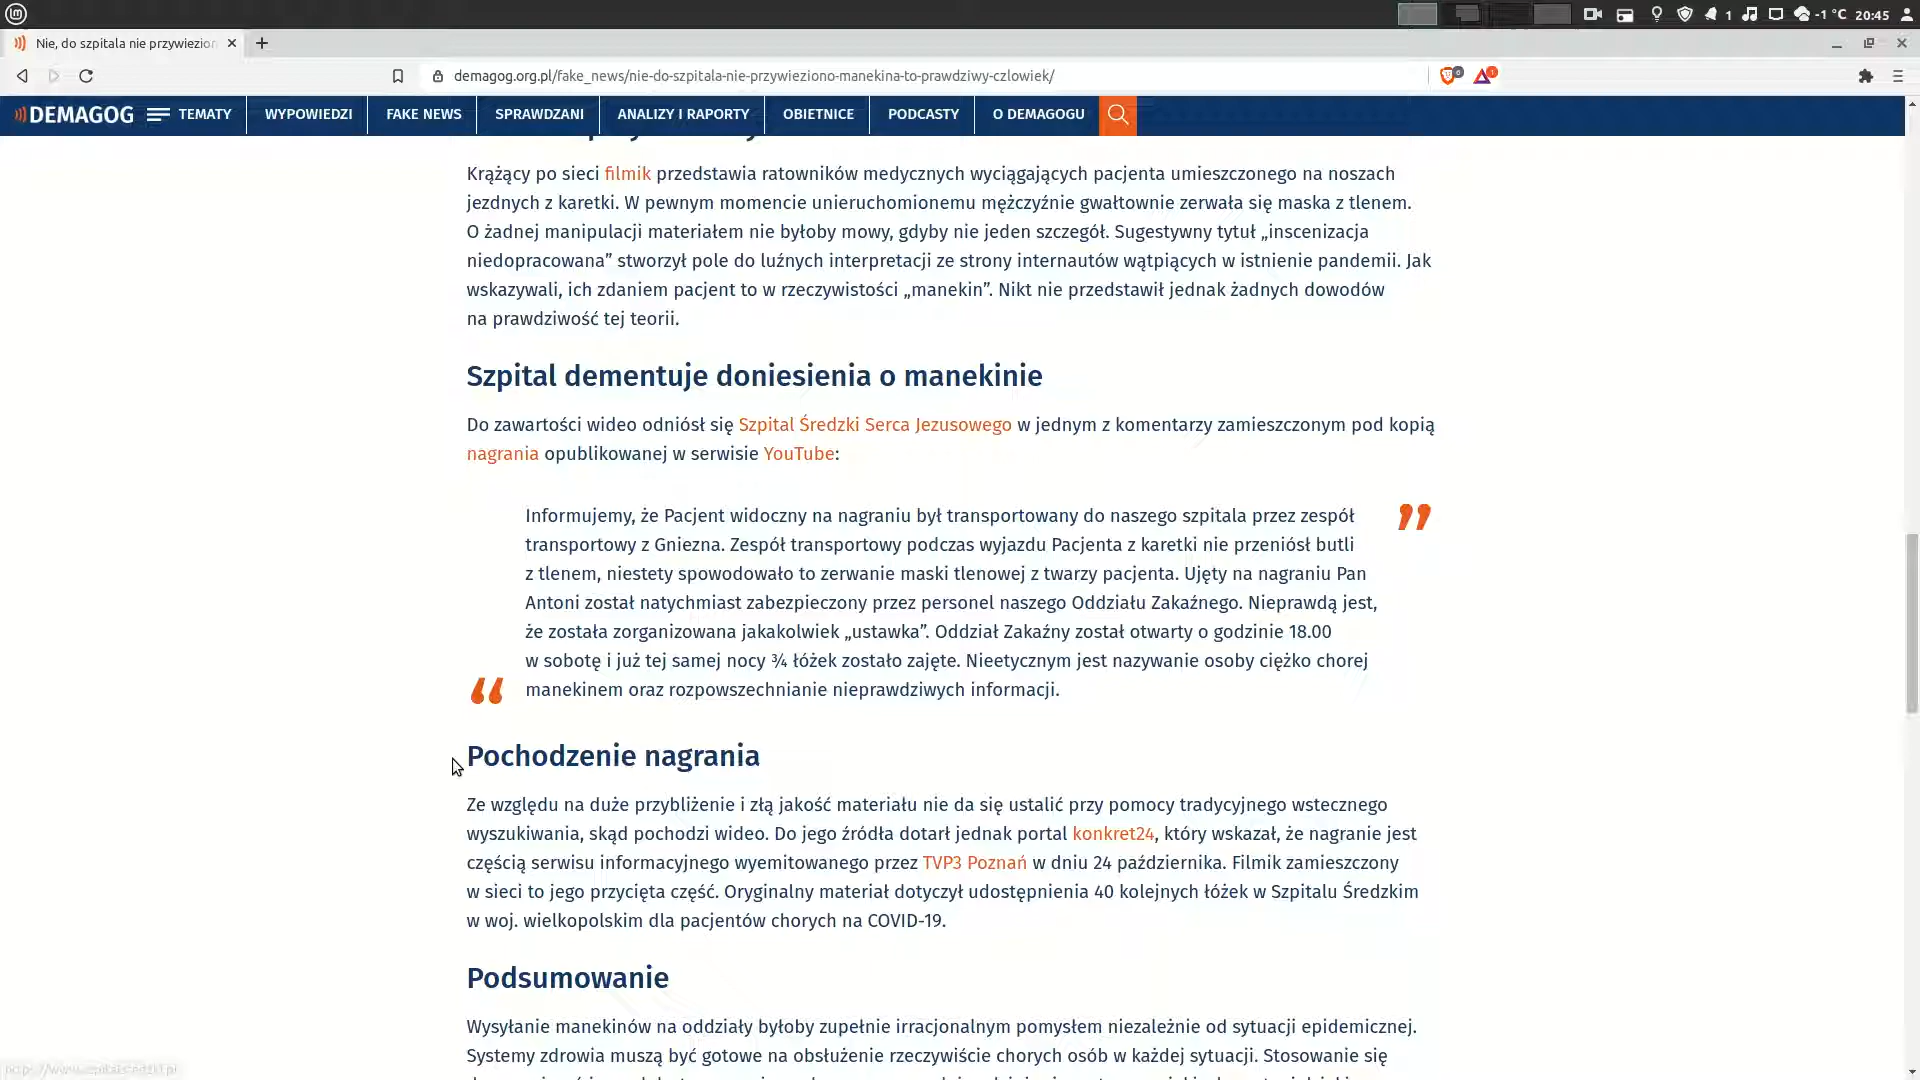 1 -1 °C 20:45
Nie, do szpitala nie przywiezion
demagog.org.pl/fake_news/nie-do-szpitala-nie-przywieziono-manekina-to-prawdziwy-czlowiek/
DEMAGOG TEMATY WYPOWIEDZI FAKE NEWS SPRAWDZANI ANALIZY I RAPORTY OBIETNICE PODCASTY O DEMAGOGU
Krążący po sieci filmik przedstawia ratowników medycznych wyciągających pacjenta umieszczonego na noszach
jezdnych z karetki. W pewnym momencie unieruchomionemu mężczyźnie gwałtownie zerwała się maska z tlenem.
O żadnej manipulacji materiałem nie byłoby mowy, gdyby nie jeden szczegół. Sugestywny tytuł „inscenizacja
niedopracowana” stworzył pole do luźnych interpretacji ze strony internautów wątpiących w istnienie pandemii. Jak
wskazywali, ich zdaniem pacjent to w rzeczywistości „manekin”. Nikt nie przedstawił jednak żadnych dowodów
na prawdziwość tej teorii.
Szpital dementuje doniesienia o manekinie
Do zawartości wideo odniósł się Szpital Średzki Serca Jezusowego w jednym z komentarzy zamieszczonym pod kopią
nagrania opublikowanej w serwisie YouTube:
Informujemy, że Pacjent widoczny na nagraniu był transportowany do naszego szpitala przez zespół
transportowy z Gniezna. Zespół transportowy podczas wyjazdu Pacjenta z karetki nie przeniósł butli
z tlenem, niestety spowodowało to zerwanie maski tlenowej z twarzy pacjenta. Ujęty na nagraniu Pan
Antoni został natychmiast zabezpieczony przez personel naszego Oddziału Zakaźnego. Nieprawdą jest,
że została zorganizowana jakakolwiek „ustawka”. Oddział Zakaźny został otwarty o godzinie 18.00
w sobotę i już tej samej nocy ¾ łóżek zostało zajęte. Nieetycznym jest nazywanie osoby ciężko chorej
manekinem oraz rozpowszechnianie nieprawdziwych informacji.
Pochodzenie nagrania
Ze względu na duże przybliżenie i złą jakość materiału nie da się ustalić przy pomocy tradycyjnego wstecznego
wyszukiwania, skąd pochodzi wideo. Do jego źródła dotarł jednak portal konkret24, który wskazał, że nagranie jest
częścią serwisu informacyjnego wyemitowanego przez TVP3 Poznań w dniu 24 października. Filmik zamieszczony
w sieci to jego przycięta część. Oryginalny materiał dotyczył udostępnienia 40 kolejnych łóżek w Szpitalu Średzkim
w woj. wielkopolskim dla pacjentów chorych na COVID-19.
Podsumowanie
Wysyłanie manekinów na oddziały byłoby zupełnie irracjonalnym pomysłem niezależnie od sytuacji epidemicznej.
Systemy zdrowia muszą być gotowe na obsłużenie rzeczywiście chorych osób w każdej sytuacji. Stosowanie się